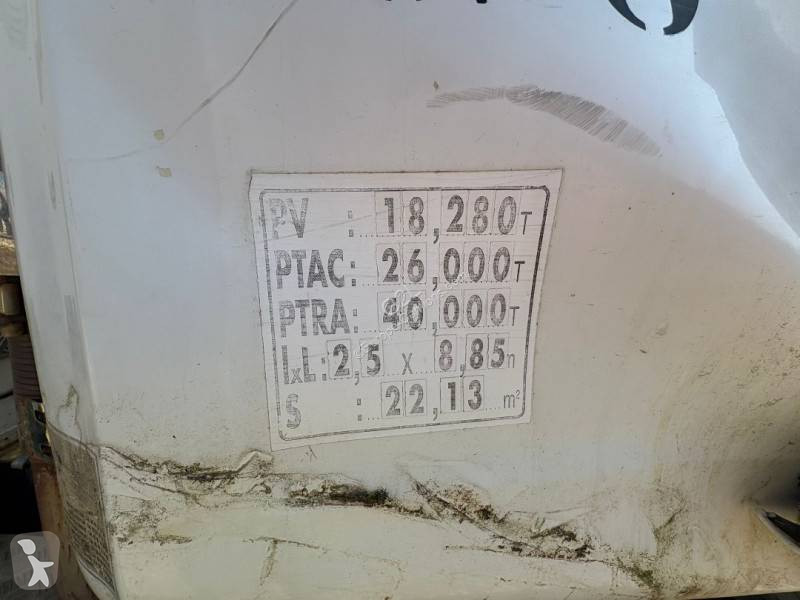 PV : 18,280T
PTAC: 26,000T
PTRA: 40,000T
lxL: 2,5 x 8,85m
S : 22,13 m²